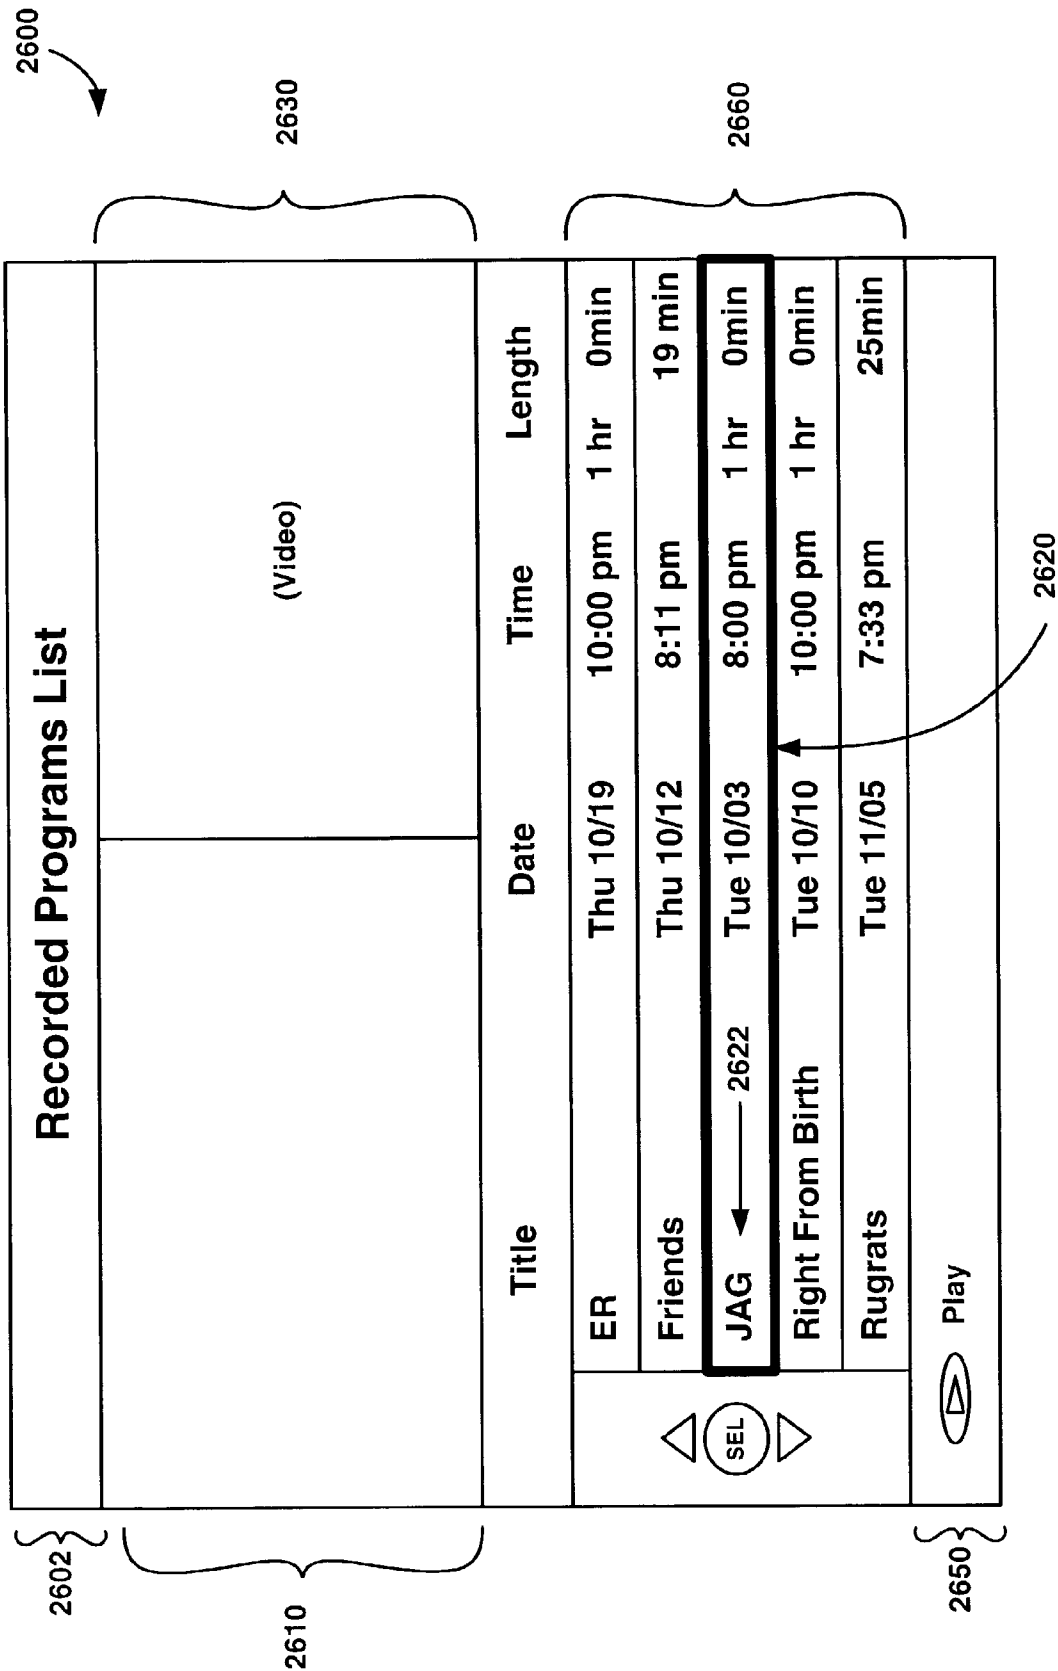 2600
Recorded Programs List
2602
2610
(Video)
2630
Title Date Time Length
ER Thu 10/19 10:00 pm 1 hr 0min
Friends Thu 10/12 8:11 pm 19 min
SEL
JAG 2622 Tue 10/03 8:00 pm 1 hr 0min
Right From Birth Tue 10/10 10:00 pm 1 hr 0min
Rugrats Tue 11/05 7:33 pm 25min
2660
2650
Play
2620